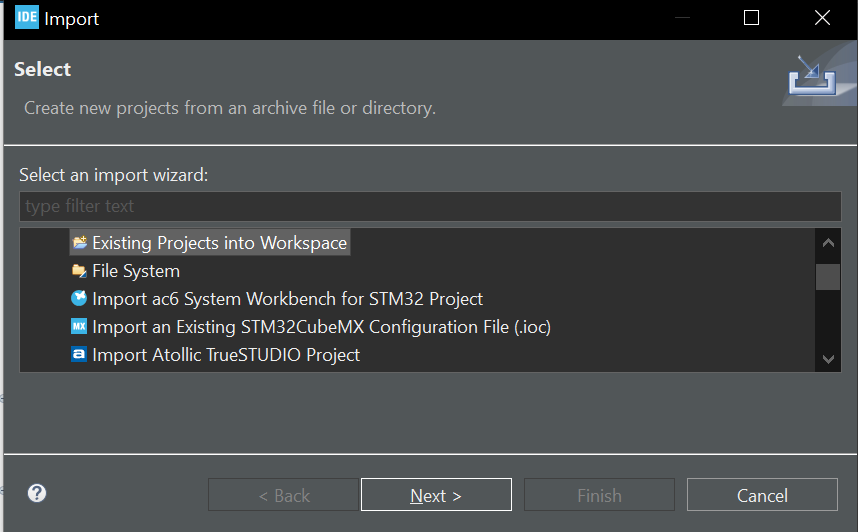 IDE Import
Select
Create new projects from an archive file or directory.
Select an import wizard:
type filter text
Existing Projects into Workspace
File System
Import ac6 System Workbench for STM32 Project
MX Import an Existing STM32CubeMX Configuration File (.ioc)
a Import Atollic TrueSTUDIO Project
? < Back Next > Finish Cancel